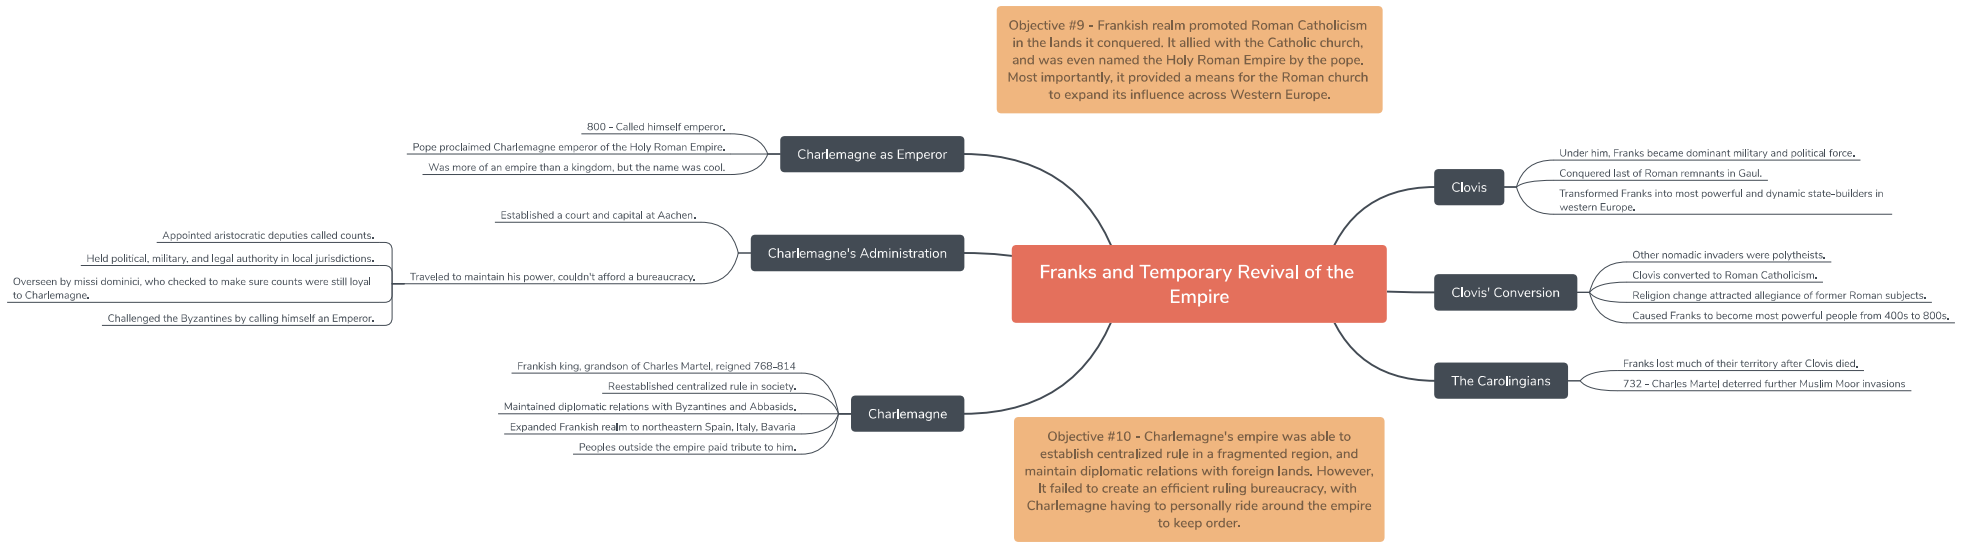 Objective #9 - Frankish realm promoted Roman Catholicism
in the lands it conquered. It allied with the Catholic church,
and was even named the Holy Roman Empire by the pope.
Most importantly, it provided a means for the Roman church
to expand its influence across Western Europe.
Franks and Temporary Revival of the
Empire
Clovis
Under him, Franks became dominant military and political force.
Conquered last of Roman remnants in Gaul.
Transformed Franks into most powerful and dynamic state-builders in
western Europe.
Clovis' Conversion
Other nomadic invaders were polytheists.
Clovis converted to Roman Catholicism.
Religion change attracted allegiance of former Roman subjects.
Caused Franks to become most powerful people from 400s to 800s.
The Carolingians
Franks lost much of their territory after Clovis died.
732 - Charles Martel deterred further Muslim Moor invasions
Charlemagne as Emperor
800 - Called himself emperor.
Pope proclaimed Charlemagne emperor of the Holy Roman Empire.
Was more of an empire than a kingdom, but the name was cool.
Charlemagne's Administration
Established a court and capital at Aachen.
Traveled to maintain his power, couldn't afford a bureaucracy.
Appointed aristocratic deputies called counts.
Held political, military, and legal authority in local jurisdictions.
Overseen by missi dominici, who checked to make sure counts were still loyal
to Charlemagne.
Challenged the Byzantines by calling himself an Emperor.
Charlemagne
Frankish king, grandson of Charles Martel, reigned 768-814
Reestablished centralized rule in society.
Maintained diplomatic relations with Byzantines and Abbasids.
Expanded Frankish realm to northeastern Spain, Italy, Bavaria
Peoples outside the empire paid tribute to him.
Objective #10 - Charlemagne's empire was able to
establish centralized rule in a fragmented region, and
maintain diplomatic relations with foreign lands. However,
It failed to create an efficient ruling bureaucracy, with
Charlemagne having to personally ride around the empire
to keep order.